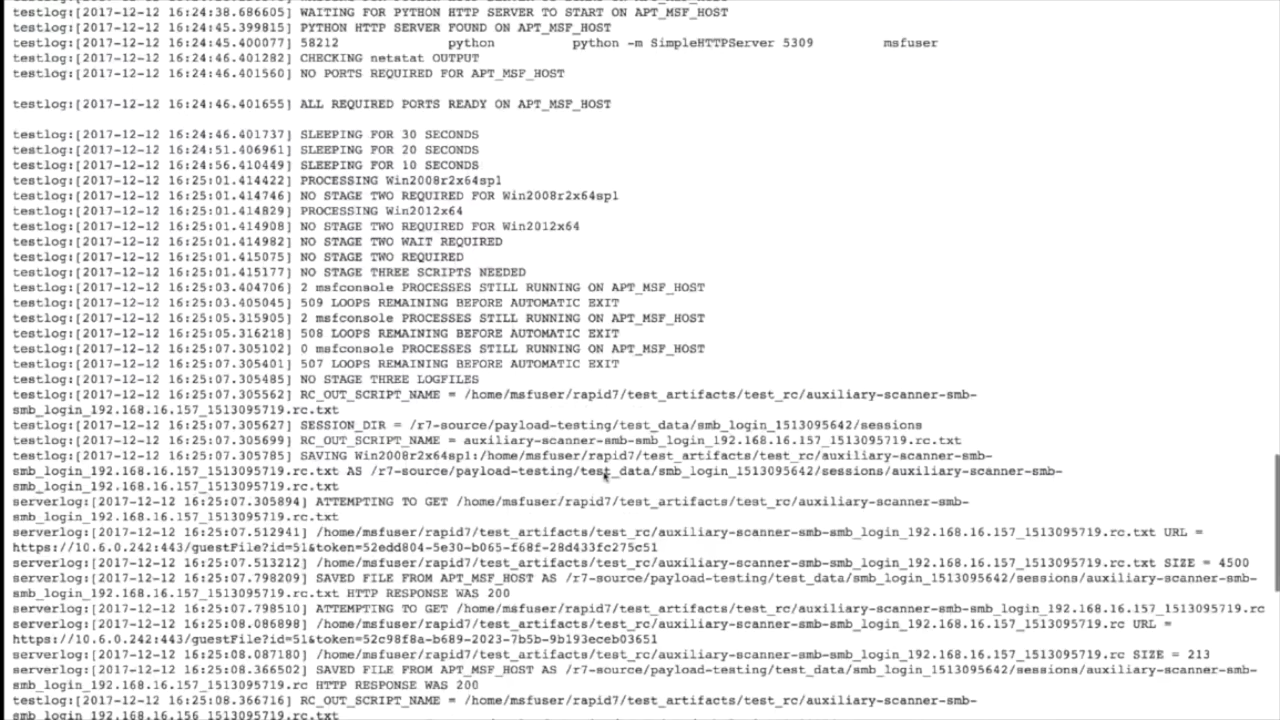 testlog:[2017-12-12 16:24:38.686605] WAITING FOR PYTHON HTTP SERVER TO START ON APT_MSF_HOST
testlog:[2017-12-12 16:24:45.399815] PYTHON HTTP SERVER FOUND ON APT_MSF_HOST
testlog:[2017-12-12 16:24:45.400077] 58212 python python -m SimpleHTTPServer 5309 msfuser
testlog:[2017-12-12 16:24:46.401282] CHECKING netstat OUTPUT
testlog:[2017-12-12 16:24:46.401560] NO PORTS REQUIRED FOR APT_MSF_HOST
testlog:[2017-12-12 16:24:46.401655] ALL REQUIRED PORTS READY ON APT_MSF_HOST
testlog:[2017-12-12 16:24:46.401737] SLEEPING FOR 30 SECONDS
testlog:[2017-12-12 16:24:51.406961] SLEEPING FOR 20 SECONDS
testlog:[2017-12-12 16:24:56.410449] SLEEPING FOR 10 SECONDS
testlog:[2017-12-12 16:25:01.414422] PROCESSING Win2008r2x64sp1
testlog:[2017-12-12 16:25:01.414746] NO STAGE TWO REQUIRED FOR Win2008r2x64sp1
testlog:[2017-12-12 16:25:01.414829] PROCESSING Win2012x64
testlog:[2017-12-12 16:25:01.414908] NO STAGE TWO REQUIRED FOR Win2012x64
testlog:[2017-12-12 16:25:01.414982] NO STAGE TWO WAIT REQUIRED
testlog:[2017-12-12 16:25:01.415075] NO STAGE TWO REQUIRED
testlog:[2017-12-12 16:25:01.415177] NO STAGE THREE SCRIPTS NEEDED
testlog:[2017-12-12 16:25:03.404706] 2 msfconsole PROCESSES STILL RUNNING ON APT_MSF_HOST
testlog:[2017-12-12 16:25:03.405045] 509 LOOPS REMAINING BEFORE AUTOMATIC EXIT
testlog:[2017-12-12 16:25:05.315905] 2 msfconsole PROCESSES STILL RUNNING ON APT_MSF_HOST
testlog:[2017-12-12 16:25:05.316218] 508 LOOPS REMAINING BEFORE AUTOMATIC EXIT
testlog:[2017-12-12 16:25:07.305102] 0 msfconsole PROCESSES STILL RUNNING ON APT_MSF_HOST
testlog:[2017-12-12 16:25:07.305401] 507 LOOPS REMAINING BEFORE AUTOMATIC EXIT
testlog:[2017-12-12 16:25:07.305485] NO STAGE THREE LOGFILES
testlog:[2017-12-12 16:25:07.305562] RC_OUT_SCRIPT_NAME = /home/msfuser/rapid7/test_artifacts/test_rc/auxiliary-scanner-smb-
smb_login_192.168.16.157_1513095719.rc.txt
testlog:[2017-12-12 16:25:07.305627] SESSION_DIR = /r7-source/payload-testing/test_data/smb_login_1513095642/sessions
testlog:[2017-12-12 16:25:07.305699] RC_OUT_SCRIPT_NAME = auxiliary-scanner-smb-smb_login_192.168.16.157_1513095719.rc.txt
testlog:[2017-12-12 16:25:07.305785] SAVING Win2008r2x64sp1:/home/msfuser/rapid7/test_artifacts/test_rc/auxiliary-scanner-smb-
smb_login_192.168.16.157_1513095719.rc.txt AS /r7-source/payload-testing/test_data/smb_login_1513095642/sessions/auxiliary-scanner-smb-
smb_login_192.168.16.157_1513095719.rc.txt
serverlog:[2017-12-12 16:25:07.305894] ATTEMPTING TO GET /home/msfuser/rapid7/test_artifacts/test_rc/auxiliary-scanner-smb-
smb_login_192.168.16.157_1513095719.rc.txt
serverlog:[2017-12-12 16:25:07.512941] /home/msfuser/rapid7/test_artifacts/test_rc/auxiliary-scanner-smb-smb_login_192.168.16.157_1513095719.rc.txt URL =
https://10.6.0.242:443/guestFile?id=51&token=52edd804-5e30-b065-f68f-28d433fc275c51
serverlog:[2017-12-12 16:25:07.513212] /home/msfuser/rapid7/test_artifacts/test_rc/auxiliary-scanner-smb-smb_login_192.168.16.157_1513095719.rc.txt SIZE = 4500
serverlog:[2017-12-12 16:25:07.798209] SAVED FILE FROM APT_MSF_HOST AS /r7-source/payload-testing/test_data/smb_login_1513095642/sessions/auxiliary-scanner-smb-
smb_login_192.168.16.157_1513095719.rc.txt HTTP RESPONSE WAS 200
serverlog:[2017-12-12 16:25:07.798510] ATTEMPTING TO GET /home/msfuser/rapid7/test_artifacts/test_rc/auxiliary-scanner-smb-smb_login_192.168.16.157_1513095719.rc
serverlog:[2017-12-12 16:25:08.086898] /home/msfuser/rapid7/test_artifacts/test_rc/auxiliary-scanner-smb-smb_login_192.168.16.157_1513095719.rc URL =
https://10.6.0.242:443/guestFile?id=51&token=52c98f8a-b689-2023-7b5b-9b193eceb03651
serverlog:[2017-12-12 16:25:08.087180] /home/msfuser/rapid7/test_artifacts/test_rc/auxiliary-scanner-smb-smb_login_192.168.16.157_1513095719.rc SIZE = 213
serverlog:[2017-12-12 16:25:08.366502] SAVED FILE FROM APT_MSF_HOST AS /r7-source/payload-testing/test_data/smb_login_1513095642/sessions/auxiliary-scanner-smb-
smb_login_192.168.16.157_1513095719.rc HTTP RESPONSE WAS 200
testlog:[2017-12-12 16:25:08.366716] RC_OUT_SCRIPT_NAME = /home/msfuser/rapid7/test_artifacts/test_rc/auxiliary-scanner-smb-
smb_login_192.168.16.156_1513095719.rc.txt